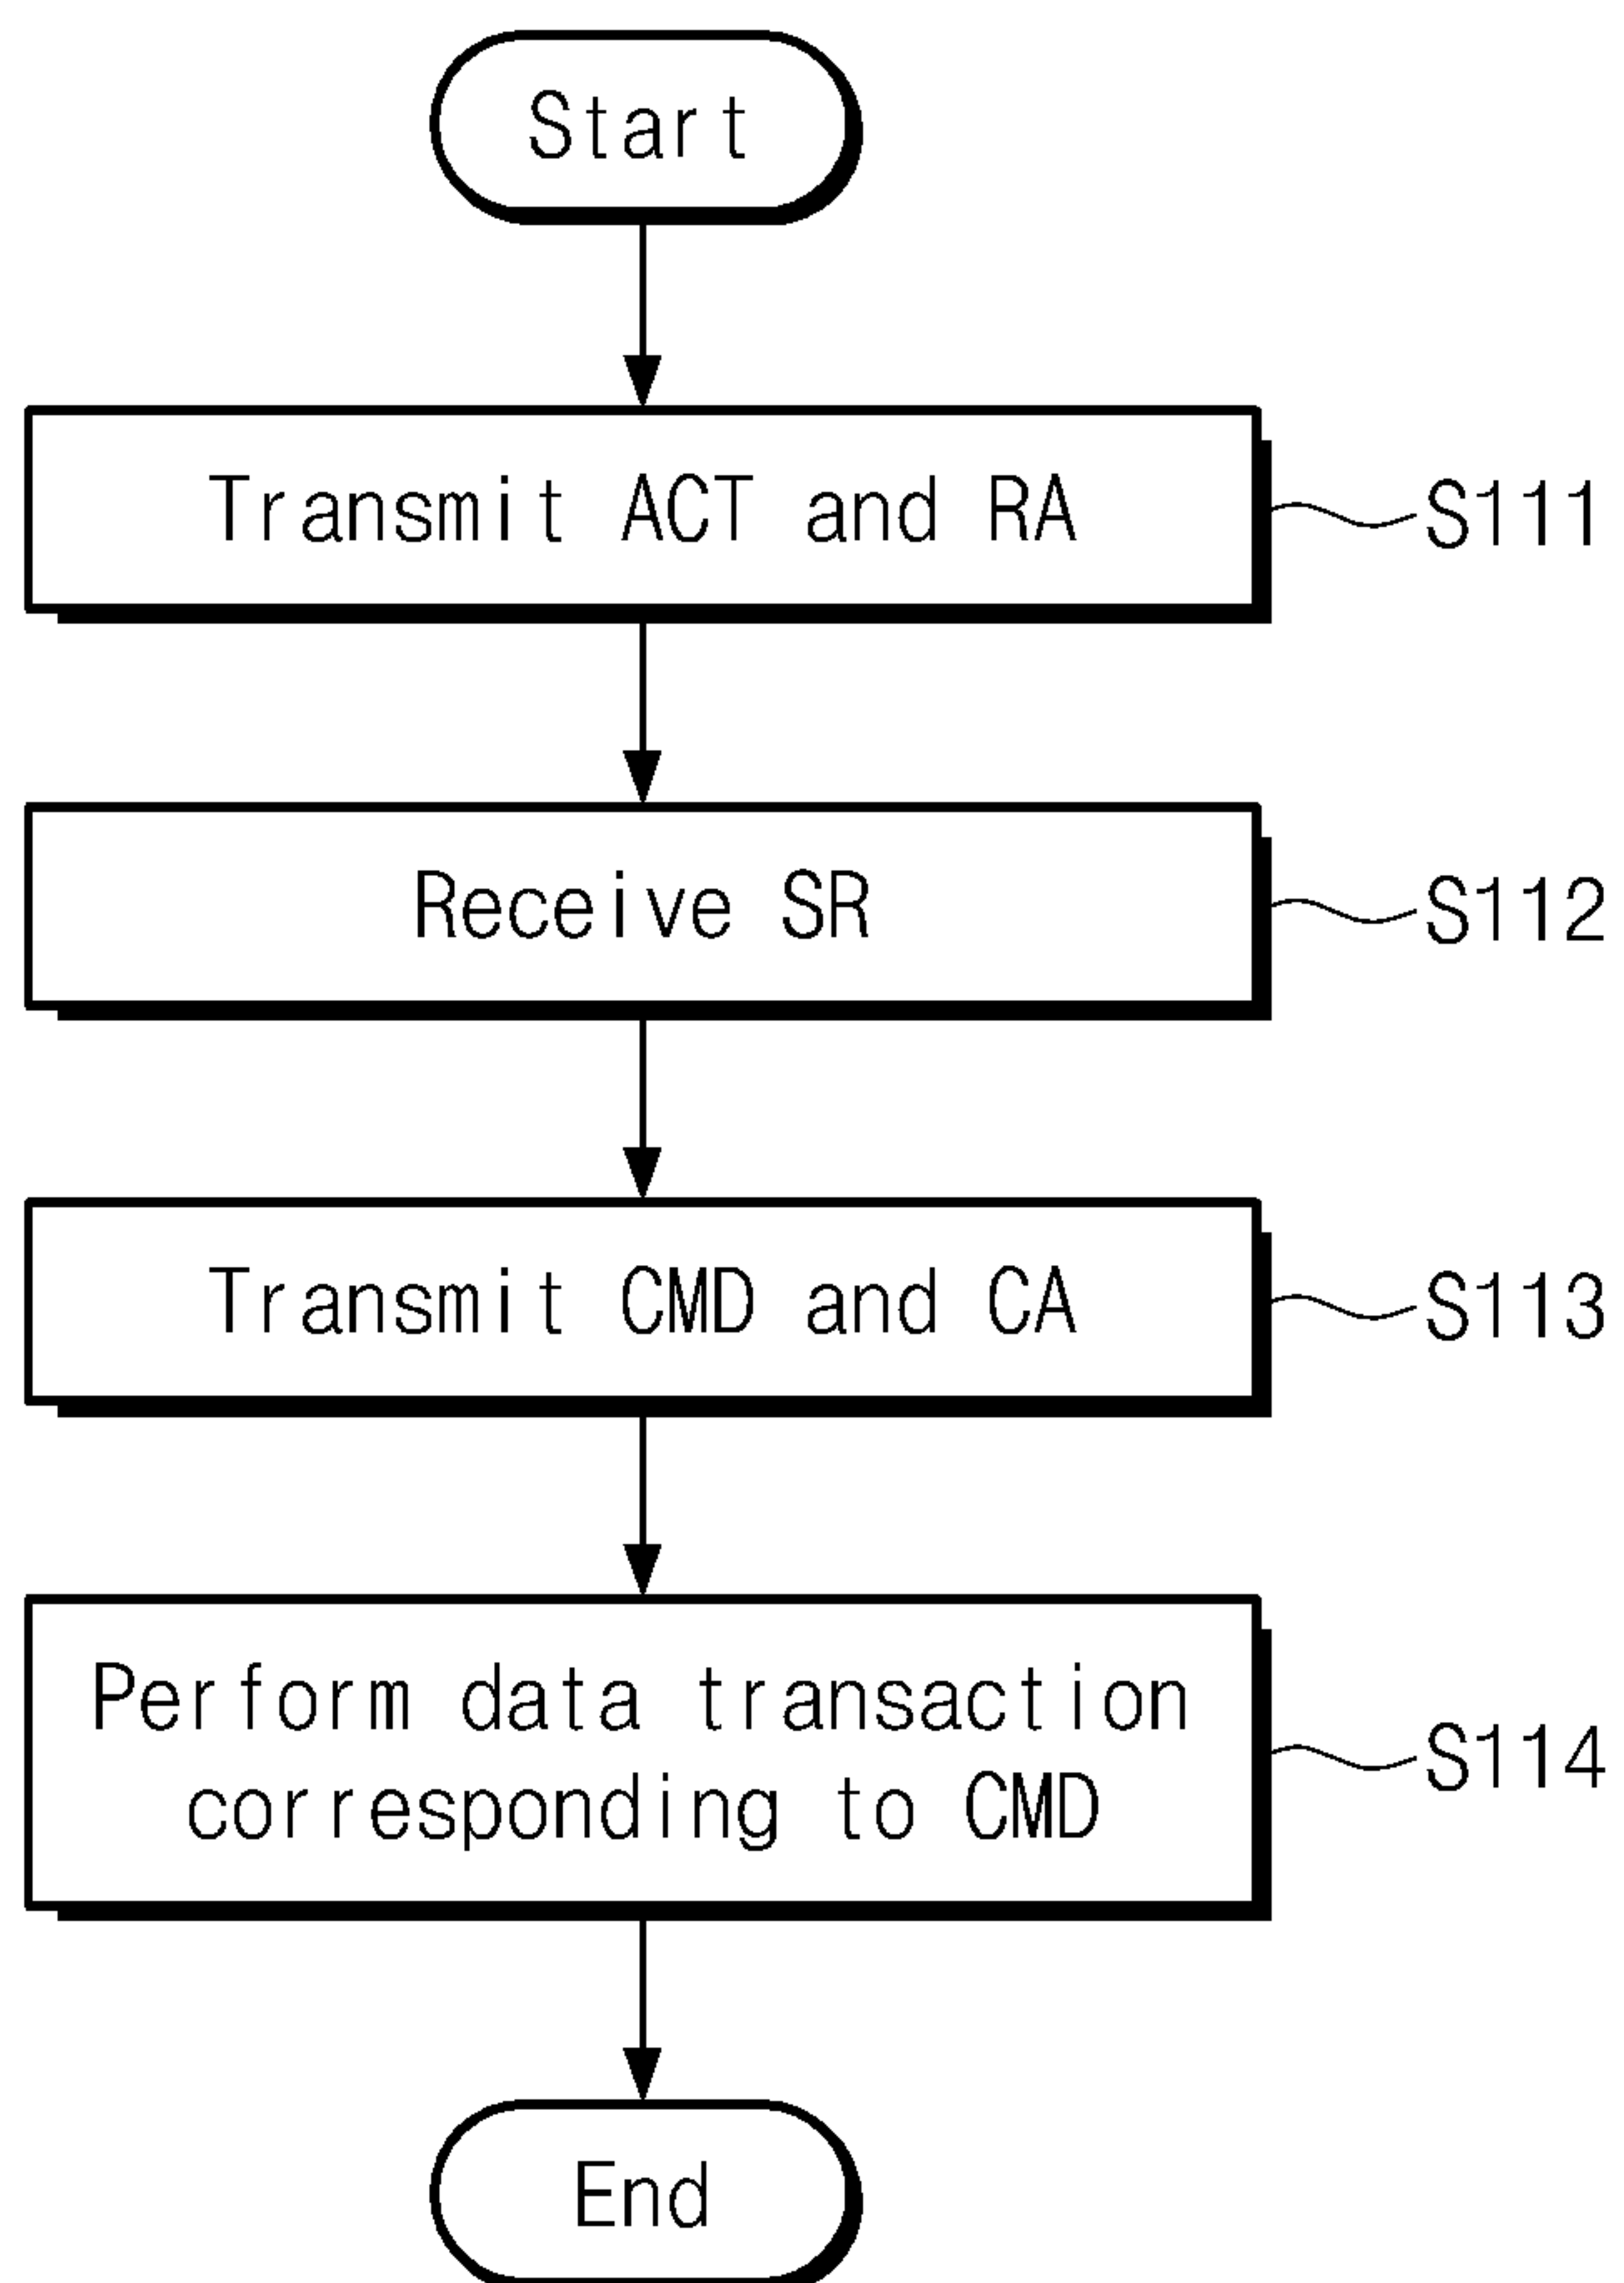 Start
Transmit ACT and RA
S111
Receive SR
S112
Transmit CMD and CA
S113
Perform data transaction
corresponding to CMD
S114
End